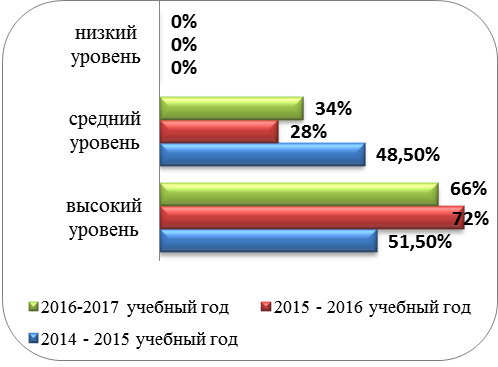 низкий
уровень
0%
0%
0%
средний
уровень
34%
28%
48,50%
высокий
уровень
66%
72%
51,50%
2016-2017 учебный год
2015 - 2016 учебный год
2014 - 2015 учебный год